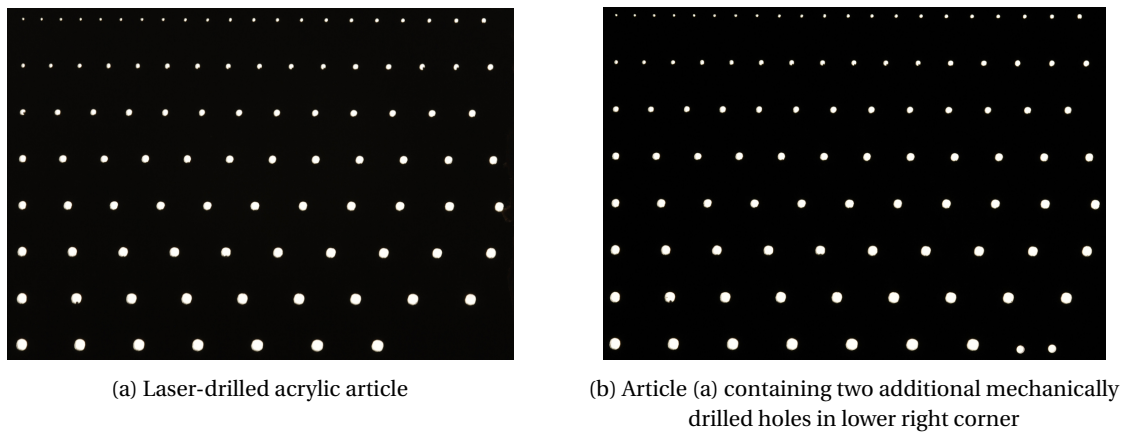 (a) Laser-drilled acrylic article
(b) Article (a) containing two additional mechanically
drilled holes in lower right corner